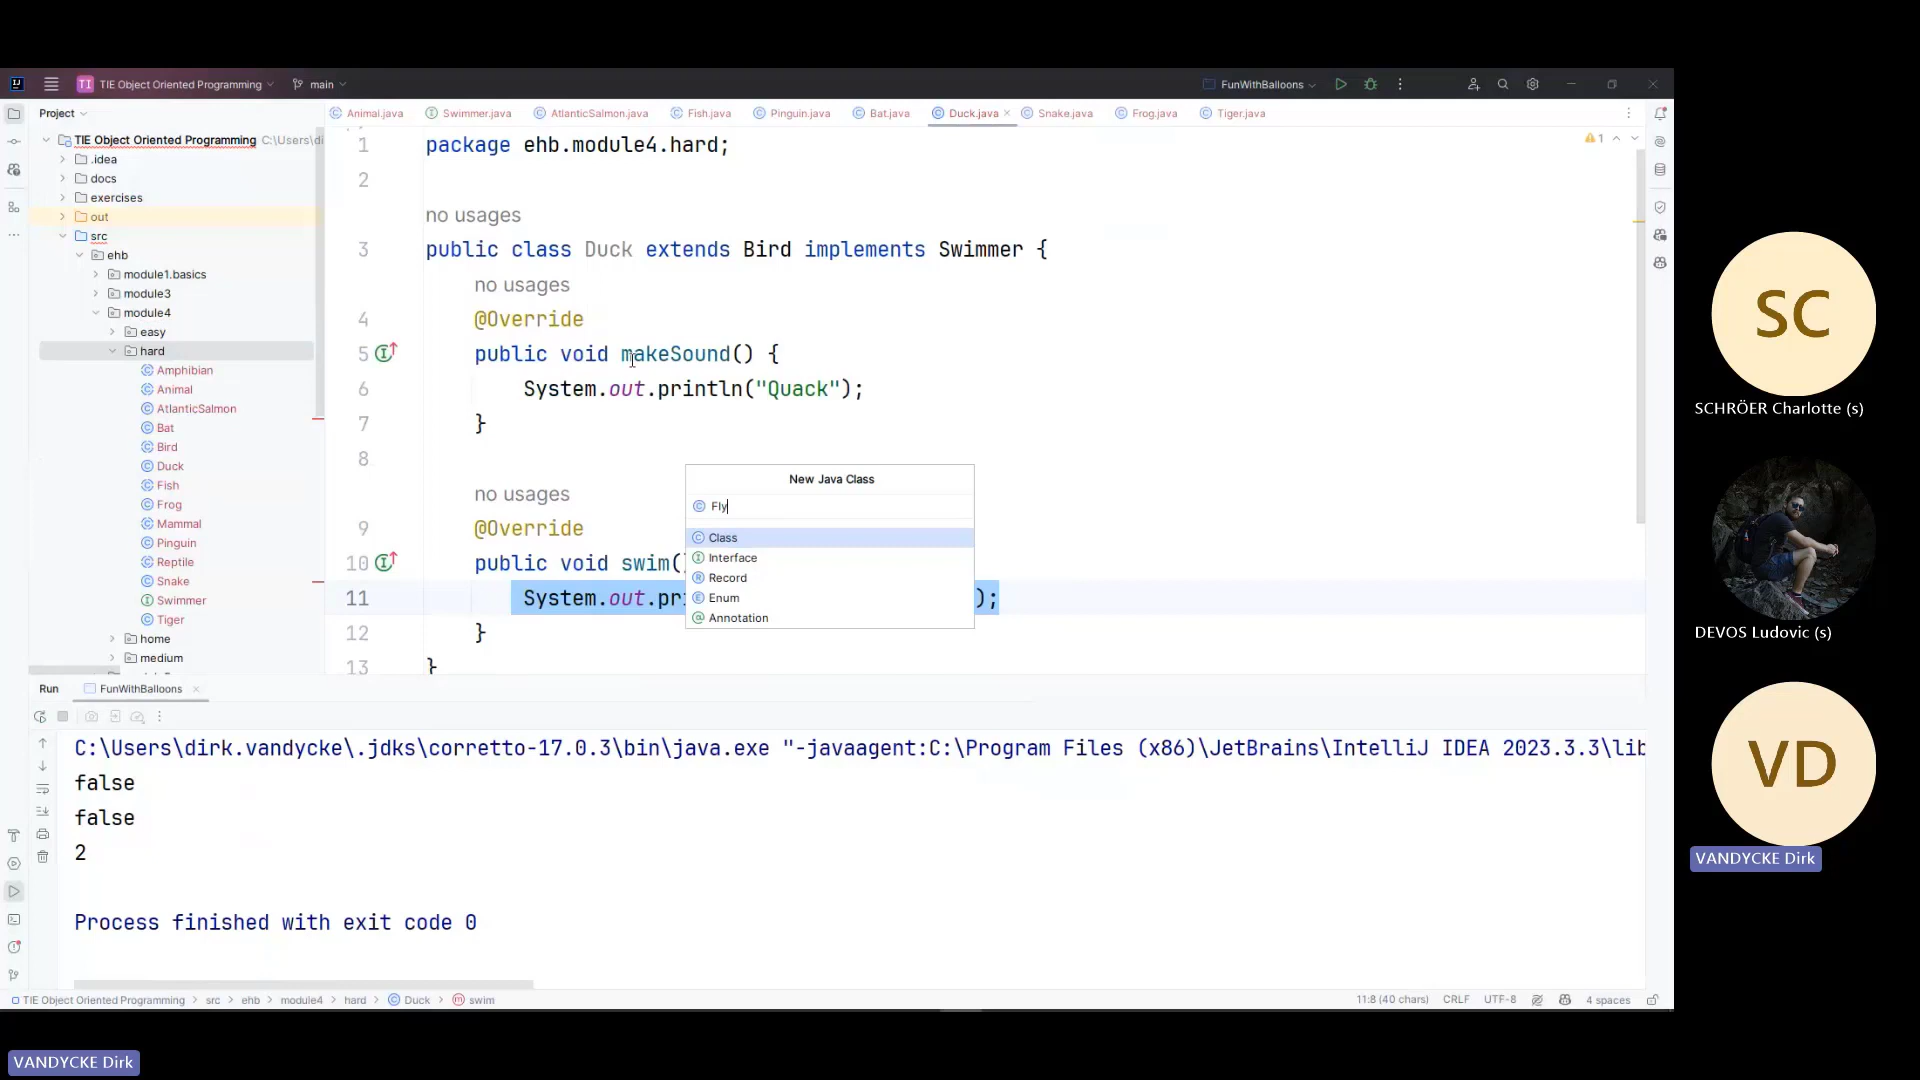 TI TIE Object Oriented Programming
main
FunWithBalloons
Project
Animal.java
Swimmer.java
AtlanticSalmon.java
Fish.java
Pinguin.java
Bat.java
Duck.java
Snake.java
Frog.java
Tiger.java
TIE Object Oriented Programming C:\Users\di
.idea
docs
exercises
out
src
ehb
module1.basics
module3
module4
easy
hard
Amphibian
Animal
AtlanticSalmon
Bat
Bird
Duck
Fish
Frog
Mammal
Pinguin
Reptile
Snake
Swimmer
Tiger
home
medium
1 package ehb.module4.hard;
1
2
no usages
3 public class Duck extends Bird implements Swimmer {
no usages
4 @Override
5 public void makeSound() {
6 System.out.println("Quack");
7 }
8
no usages
9 @Override
10 public void swim(
11 System.out.pri );
12 }
13 }
New Java Class
Fly
Class
Interface
Record
Enum
Annotation
Run FunWithBalloons
C:\Users\dirk.vandycke\.jdks\corretto-17.0.3\bin\java.exe "-javaagent:C:\Program Files (x86)\JetBrains\IntelliJ IDEA 2023.3.3\lib
false
false
2
Process finished with exit code 0
TIE Object Oriented Programming > src > ehb > module4 > hard > Duck > swim
11:8 (40 chars) CRLF UTF-8 4 spaces
SC
SCHRÖER Charlotte (s)
DEVOS Ludovic (s)
VD
VANDYCKE Dirk
VANDYCKE Dirk